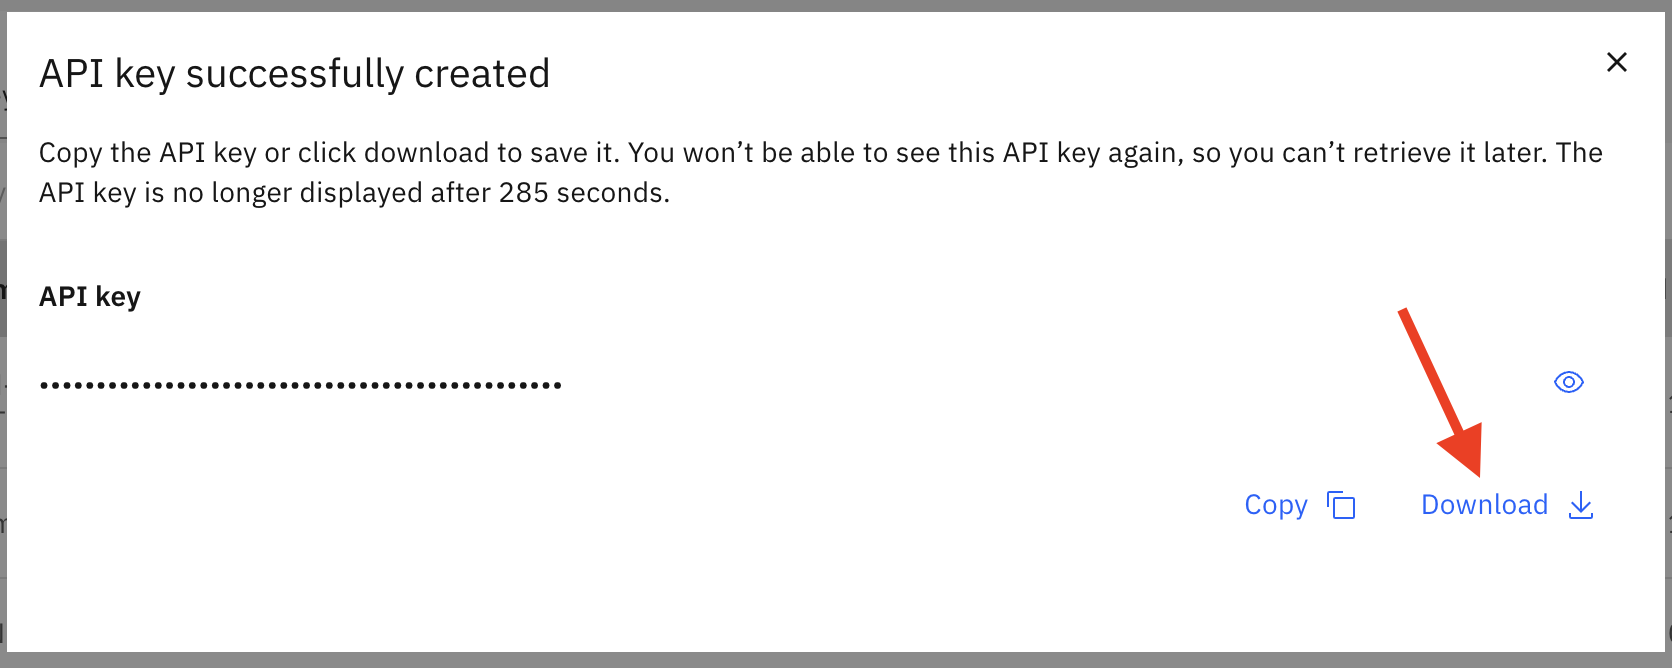 API key successfully created
Copy the API key or click download to save it. You won’t be able to see this API key again, so you can’t retrieve it later. The
API key is no longer displayed after 285 seconds.
API key
••••••••••••••••••••••••••••••••••••••••••••••
Copy
Download